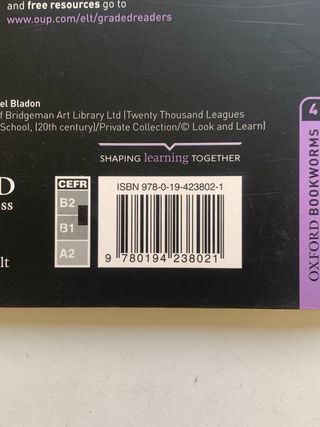 and free resources go to
www.oup.com/elt/gradedreaders
el Bladon
f Bridgeman Art Library Ltd (Twenty Thousand Leagues
School, (20th century)/Private Collection/© Look and Learn)
SHAPING learning TOGETHER
D
ss
lt
CEFR
B2
B1
A2
ISBN 978-0-19-423802-1
9 780194 238021
4
OXFORD BOOKWORMS